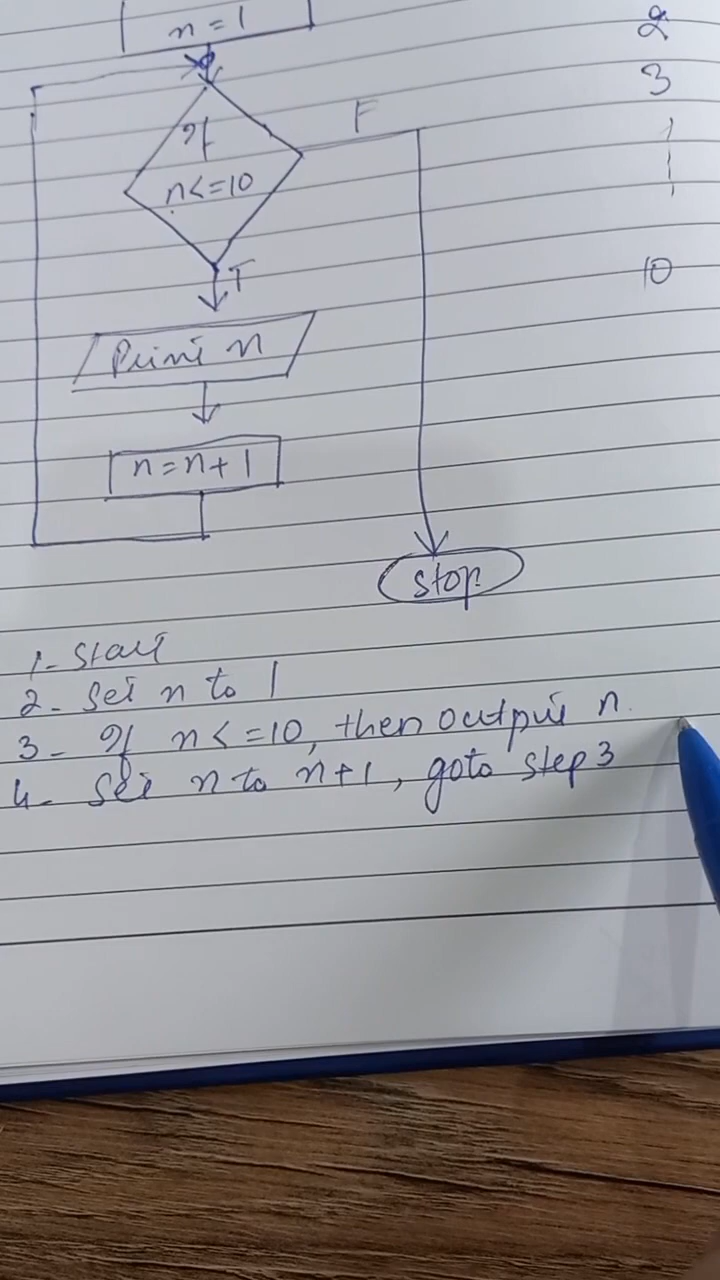 n=1
If
n<=10
F
T
Print n
n=n+1
stop
2
3
10
1- Start
2- Set n to 1
3- If n<=10, then output n.
4- Set n to n+1, goto step 3